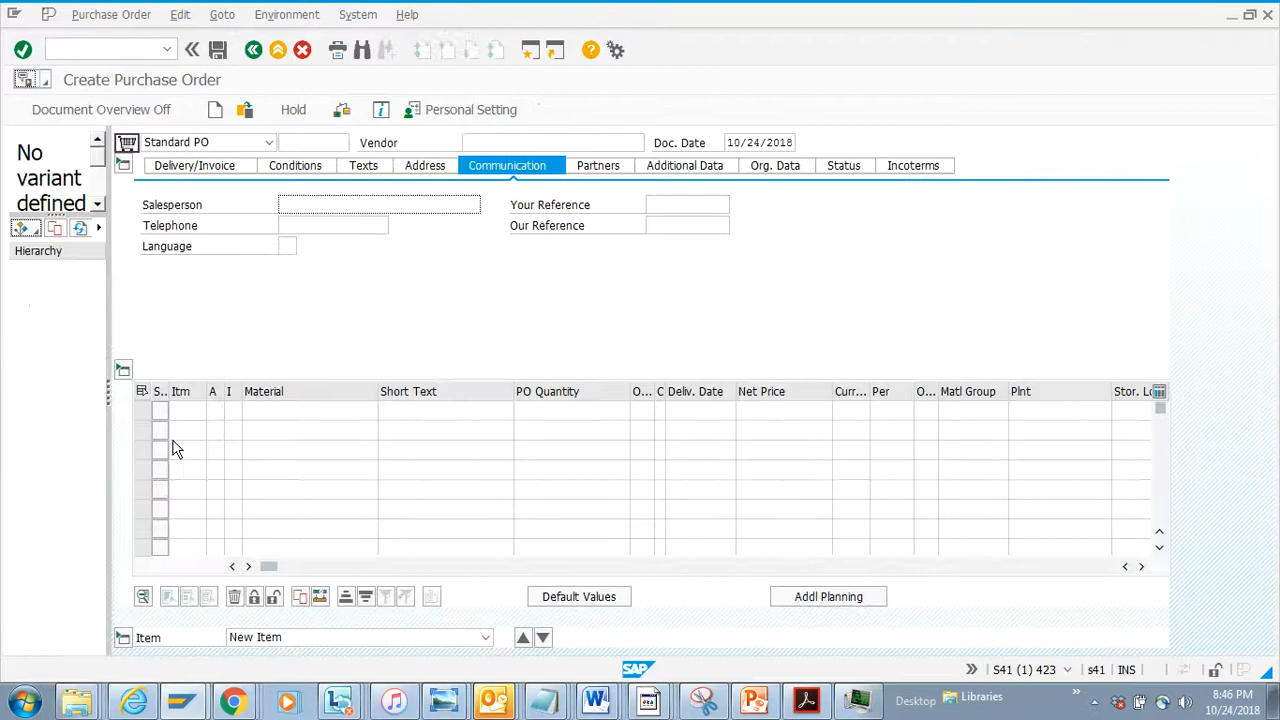 Purchase Order Edit Goto Environment System Help
Create Purchase Order
Document Overview Off Hold Personal Setting
No
variant
defined
Hierarchy
Standard PO Vendor Doc. Date 10/24/2018
Delivery/Invoice Conditions Texts Address Communication Partners Additional Data Org. Data Status Incoterms
Salesperson Your Reference
Telephone Our Reference
Language
S.. Itm A I Material Short Text PO Quantity O... C Deliv. Date Net Price Curr... Per O... Matl Group Plnt Stor. Lo
Default Values Addl Planning
Item New Item
SAP S41 (1) 423 s41 INS
Desktop Libraries
8:46 PM
10/24/2018